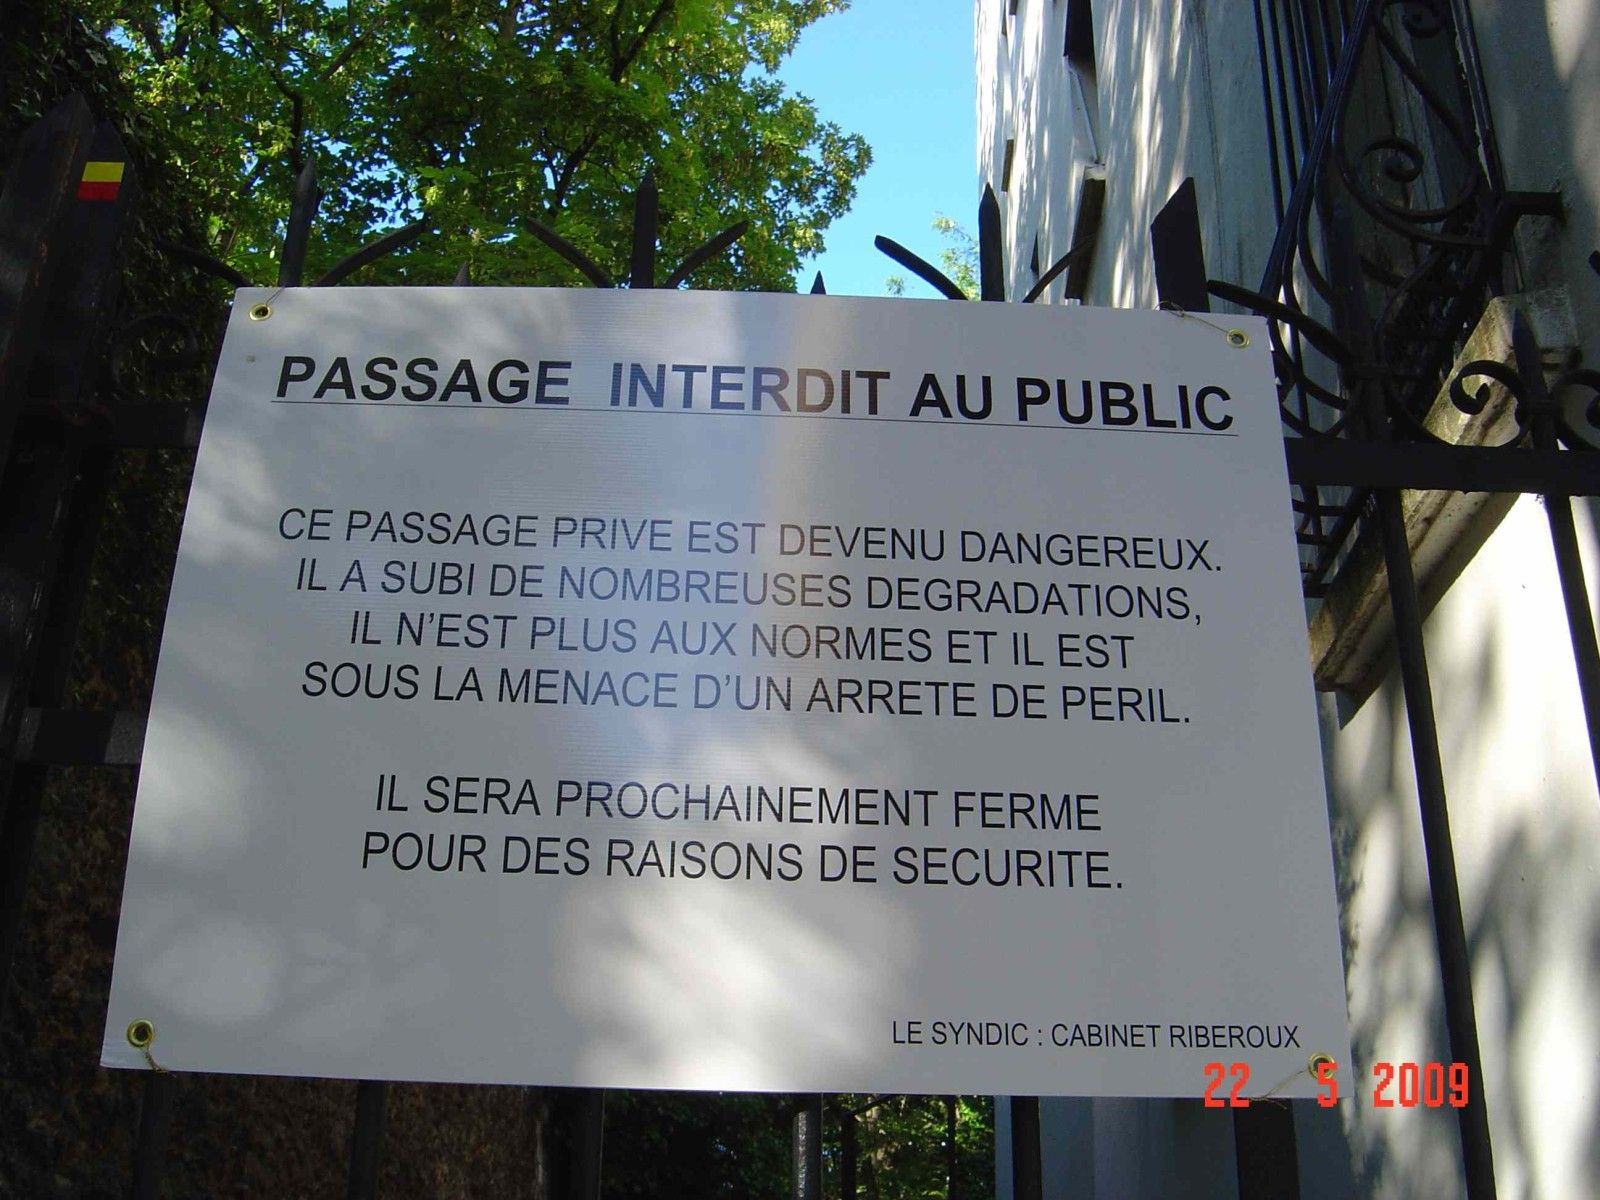 PASSAGE INTERDIT AU PUBLIC
CE PASSAGE PRIVE EST DEVENU DANGEREUX.
IL A SUBI DE NOMBREUSES DEGRADATIONS,
IL N'EST PLUS AUX NORMES ET IL EST
SOUS LA MENACE D'UN ARRETE DE PERIL.
IL SERA PROCHAINEMENT FERME
POUR DES RAISONS DE SECURITE.
LE SYNDIC : CABINET RIBEROUX
22 5 2009